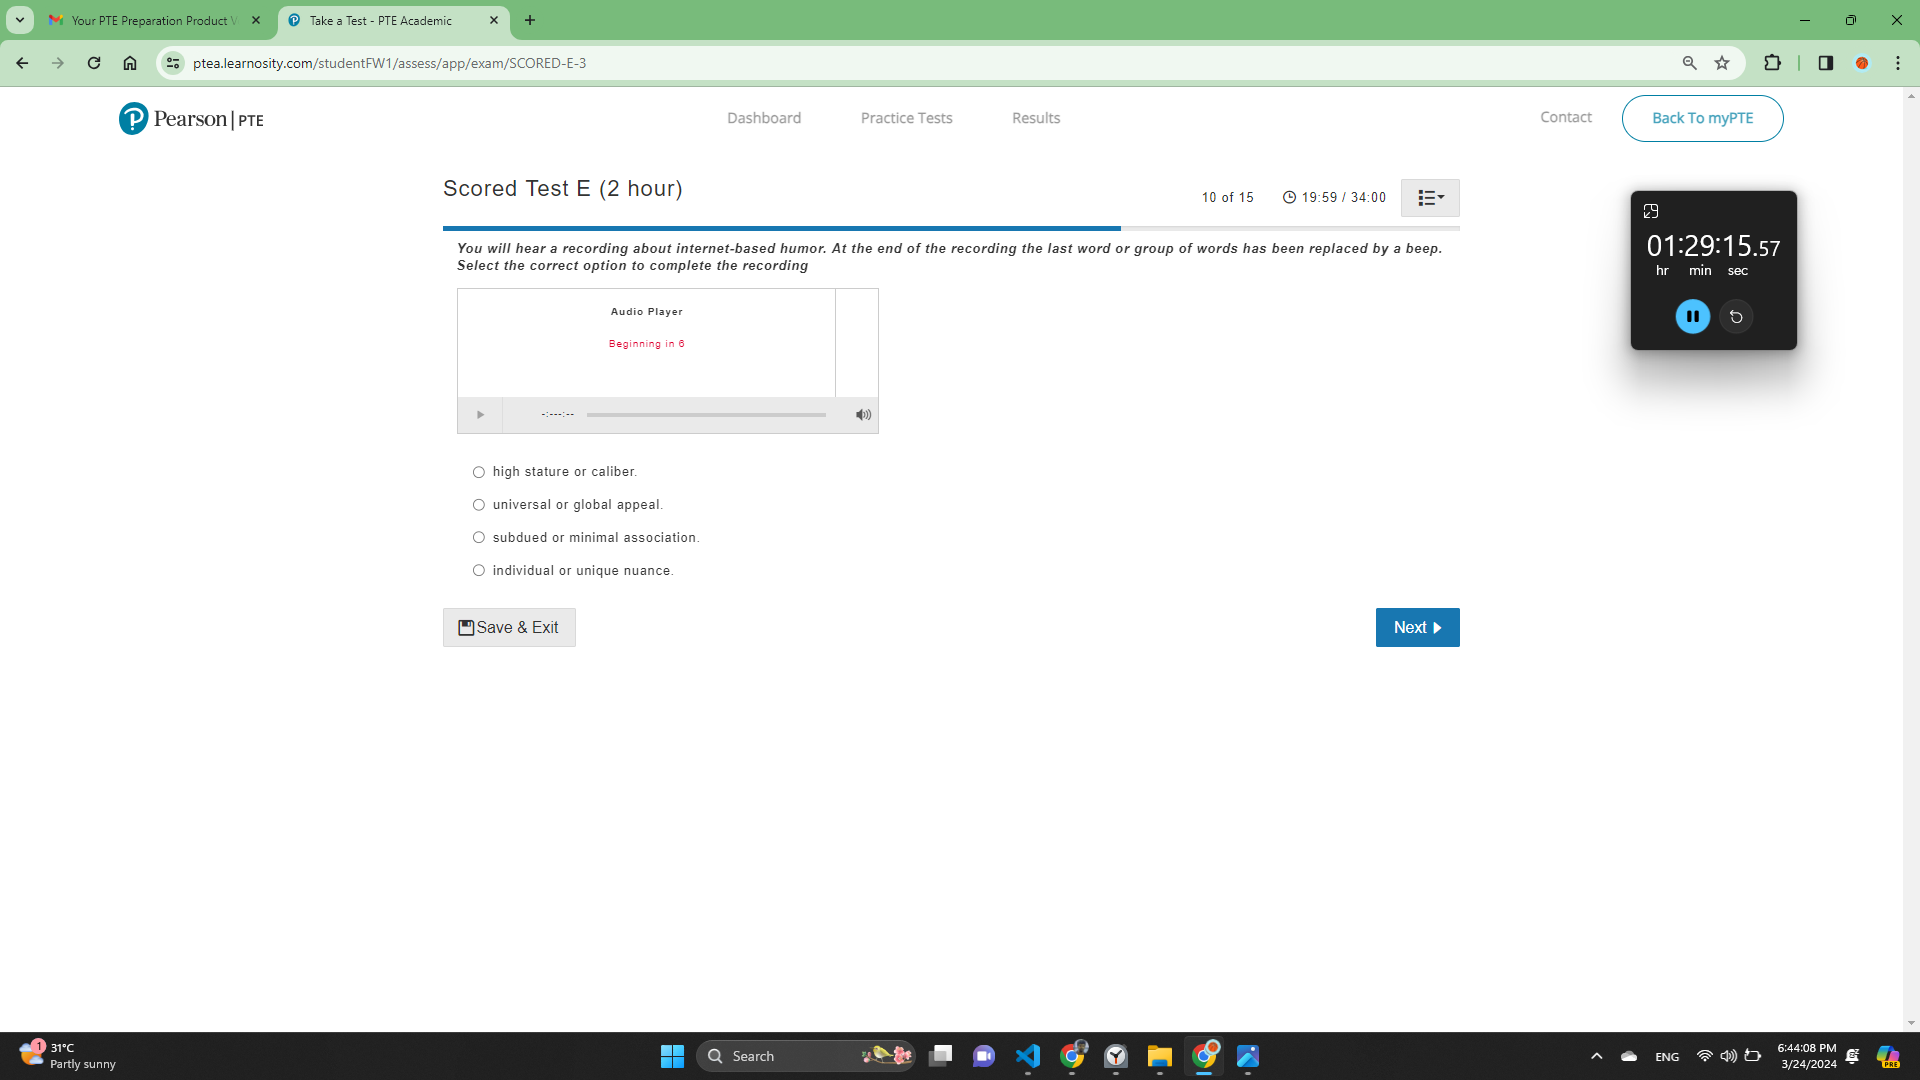 Your PTE Preparation Product V
Take a Test - PTE Academic
ptea.learnosity.com/studentFW1/assess/app/exam/SCORED-E-3
Pearson | PTE
Dashboard
Practice Tests
Results
Contact
Back To myPTE
Scored Test E (2 hour)
10 of 15
19:59 / 34:00
You will hear a recording about internet-based humor. At the end of the recording the last word or group of words has been replaced by a beep.
Select the correct option to complete the recording
Audio Player
Beginning in 6
-:---:--
high stature or caliber.
universal or global appeal.
subdued or minimal association.
individual or unique nuance.
Save & Exit
Next
01:29:15.57
hr min sec
1
31°C
Partly sunny
Search
ENG
6:44:08 PM
3/24/2024
PRE